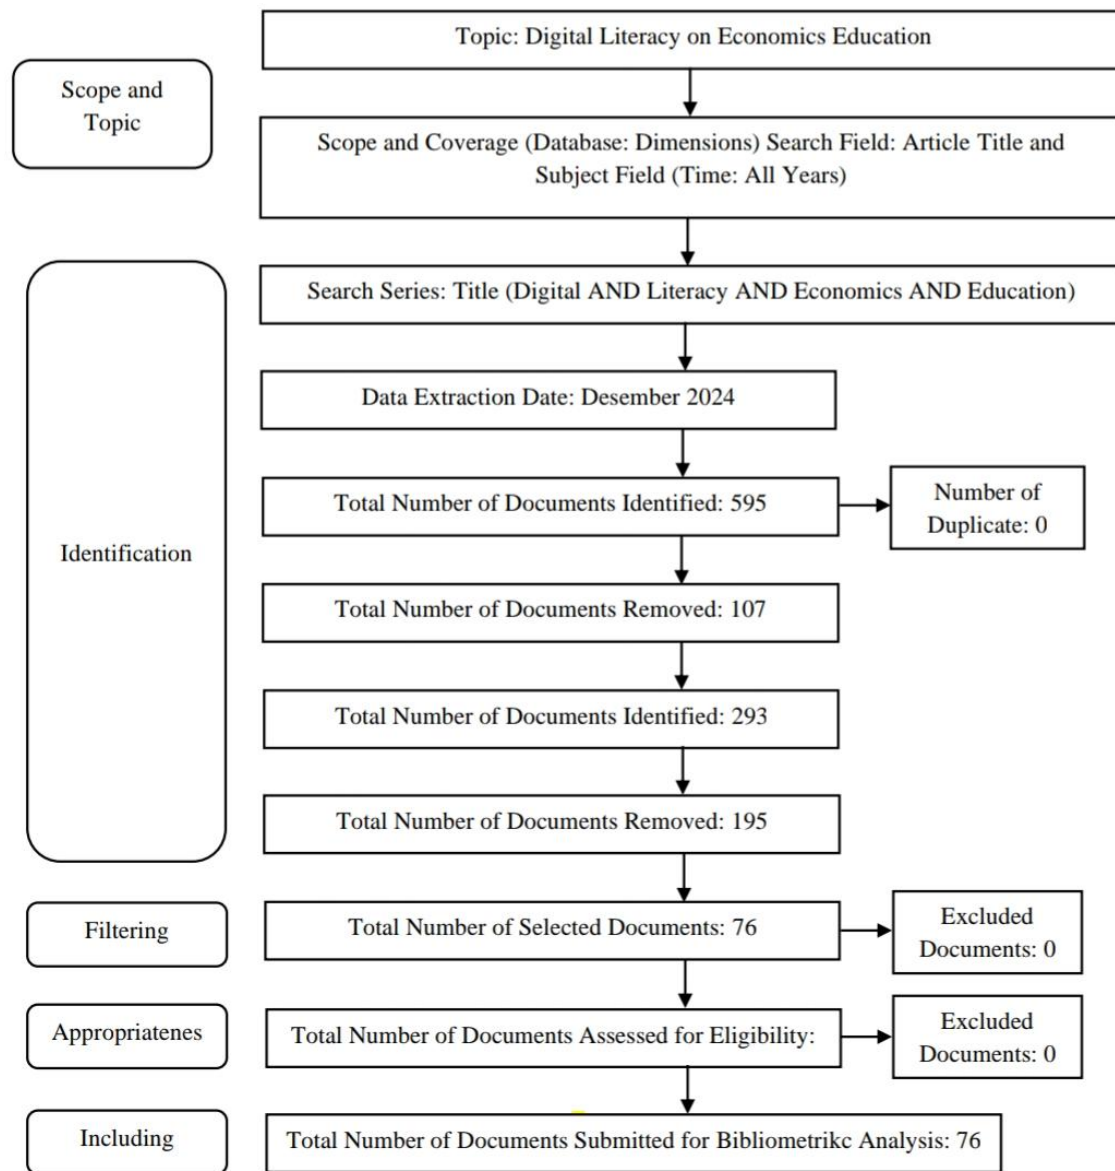 Topic: Digital Literacy on Economics Education
Scope and
Topic
Scope and Coverage (Database: Dimensions) Search Field: Article Title and
Subject Field (Time: All Years)
Search Series: Title (Digital AND Literacy AND Economics AND Education)
Data Extraction Date: Desember 2024
Total Number of Documents Identified: 595
Number of
Duplicate: 0
Identification
Total Number of Documents Removed: 107
Total Number of Documents Identified: 293
Total Number of Documents Removed: 195
Filtering
Total Number of Selected Documents: 76
Excluded
Documents: 0
Appropriatenes
Total Number of Documents Assessed for Eligibility:
Excluded
Documents: 0
Including
Total Number of Documents Submitted for Bibliometrikc Analysis: 76